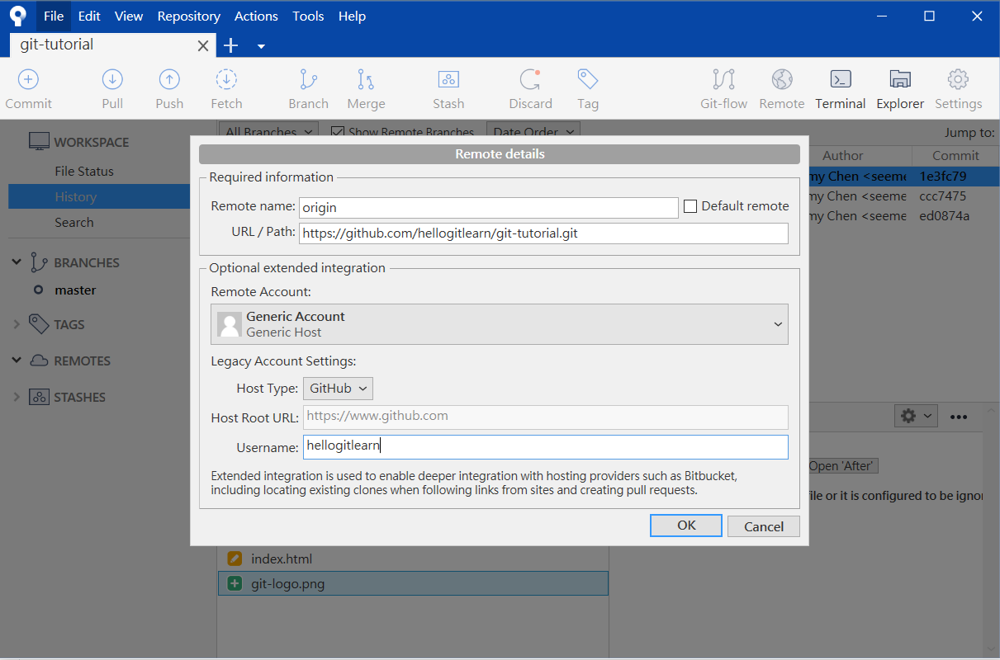 File Edit View Repository Actions Tools Help
git-tutorial
Commit Pull Push Fetch Branch Merge Stash Discard Tag Git-flow Remote Terminal Explorer Settings
WORKSPACE
File Status
History
Search
BRANCHES
master
TAGS
REMOTES
STASHES
All Branches Show Remote Branches Date Order Jump to:
Author Commit
my Chen <seeme 1e3fc79
my Chen <seeme ccc7475
my Chen <seeme ed0874a
Remote details
Required information
Remote name: origin Default remote
URL / Path: https://github.com/hellogitlearn/git-tutorial.git
Optional extended integration
Remote Account:
Generic Account
Generic Host
Legacy Account Settings:
Host Type: GitHub
Host Root URL: https://www.github.com
Username: hellogitlearn
Extended integration is used to enable deeper integration with hosting providers such as Bitbucket,
including locating existing clones when following links from sites and creating pull requests.
OK Cancel
Open 'After'
file or it is configured to be ignor
index.html
git-logo.png